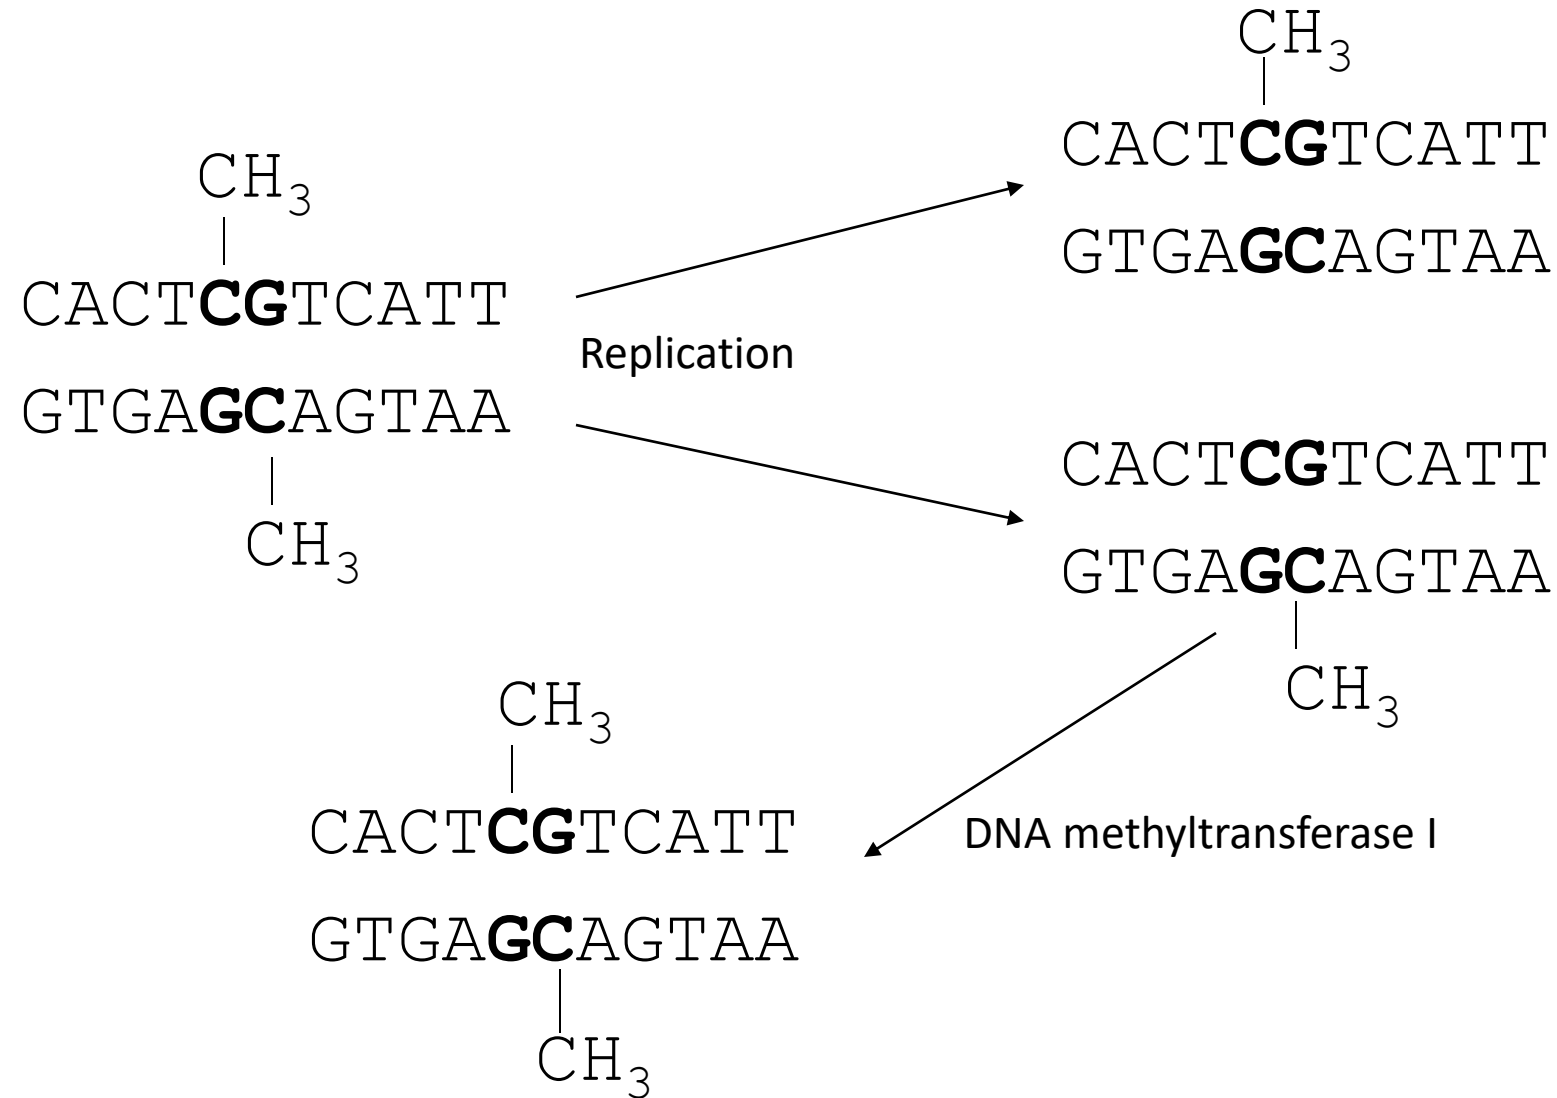 CH₃
CACTCGTCATT
GTGAGCAGTAA
CH₃
Replication
CH₃
CACTCGTCATT
GTGAGCAGTAA
CACTCGTCATT
GTGAGCAGTAA
CH₃
DNA methyltransferase I
CH₃
CACTCGTCATT
GTGAGCAGTAA
CH₃